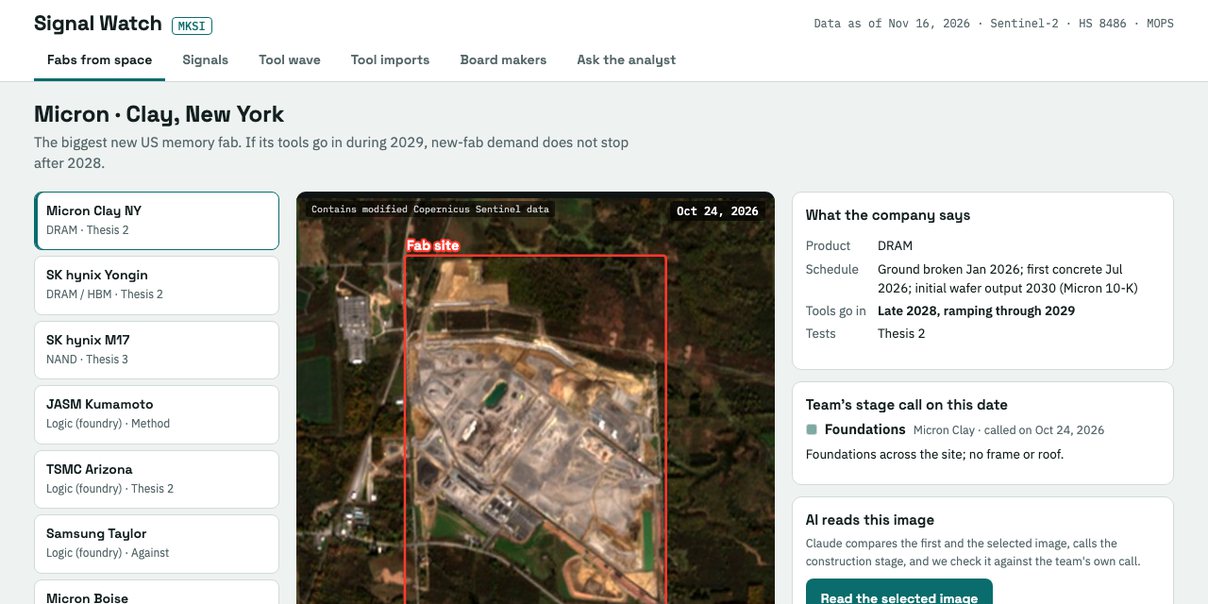 Signal Watch MKSI
Data as of Nov 16, 2026 · Sentinel-2 · HS 8486 · MOPS
Fabs from space
Signals
Tool wave
Tool imports
Board makers
Ask the analyst
Micron · Clay, New York
The biggest new US memory fab. If its tools go in during 2029, new-fab demand does not stop
after 2028.
Micron Clay NY
DRAM · Thesis 2
SK hynix Yongin
DRAM / HBM · Thesis 2
SK hynix M17
NAND · Thesis 3
JASM Kumamoto
Logic (foundry) · Method
TSMC Arizona
Logic (foundry) · Thesis 2
Samsung Taylor
Logic (foundry) · Against
Micron Boise
Contains modified Copernicus Sentinel data
Oct 24, 2026
Fab site
What the company says
Product DRAM
Schedule Ground broken Jan 2026; first concrete Jul
2026; initial wafer output 2030 (Micron 10-K)
Tools go in Late 2028, ramping through 2029
Tests Thesis 2
Team's stage call on this date
Foundations Micron Clay · called on Oct 24, 2026
Foundations across the site; no frame or roof.
AI reads this image
Claude compares the first and the selected image, calls the
construction stage, and we check it against the team's own call.
Read the selected image